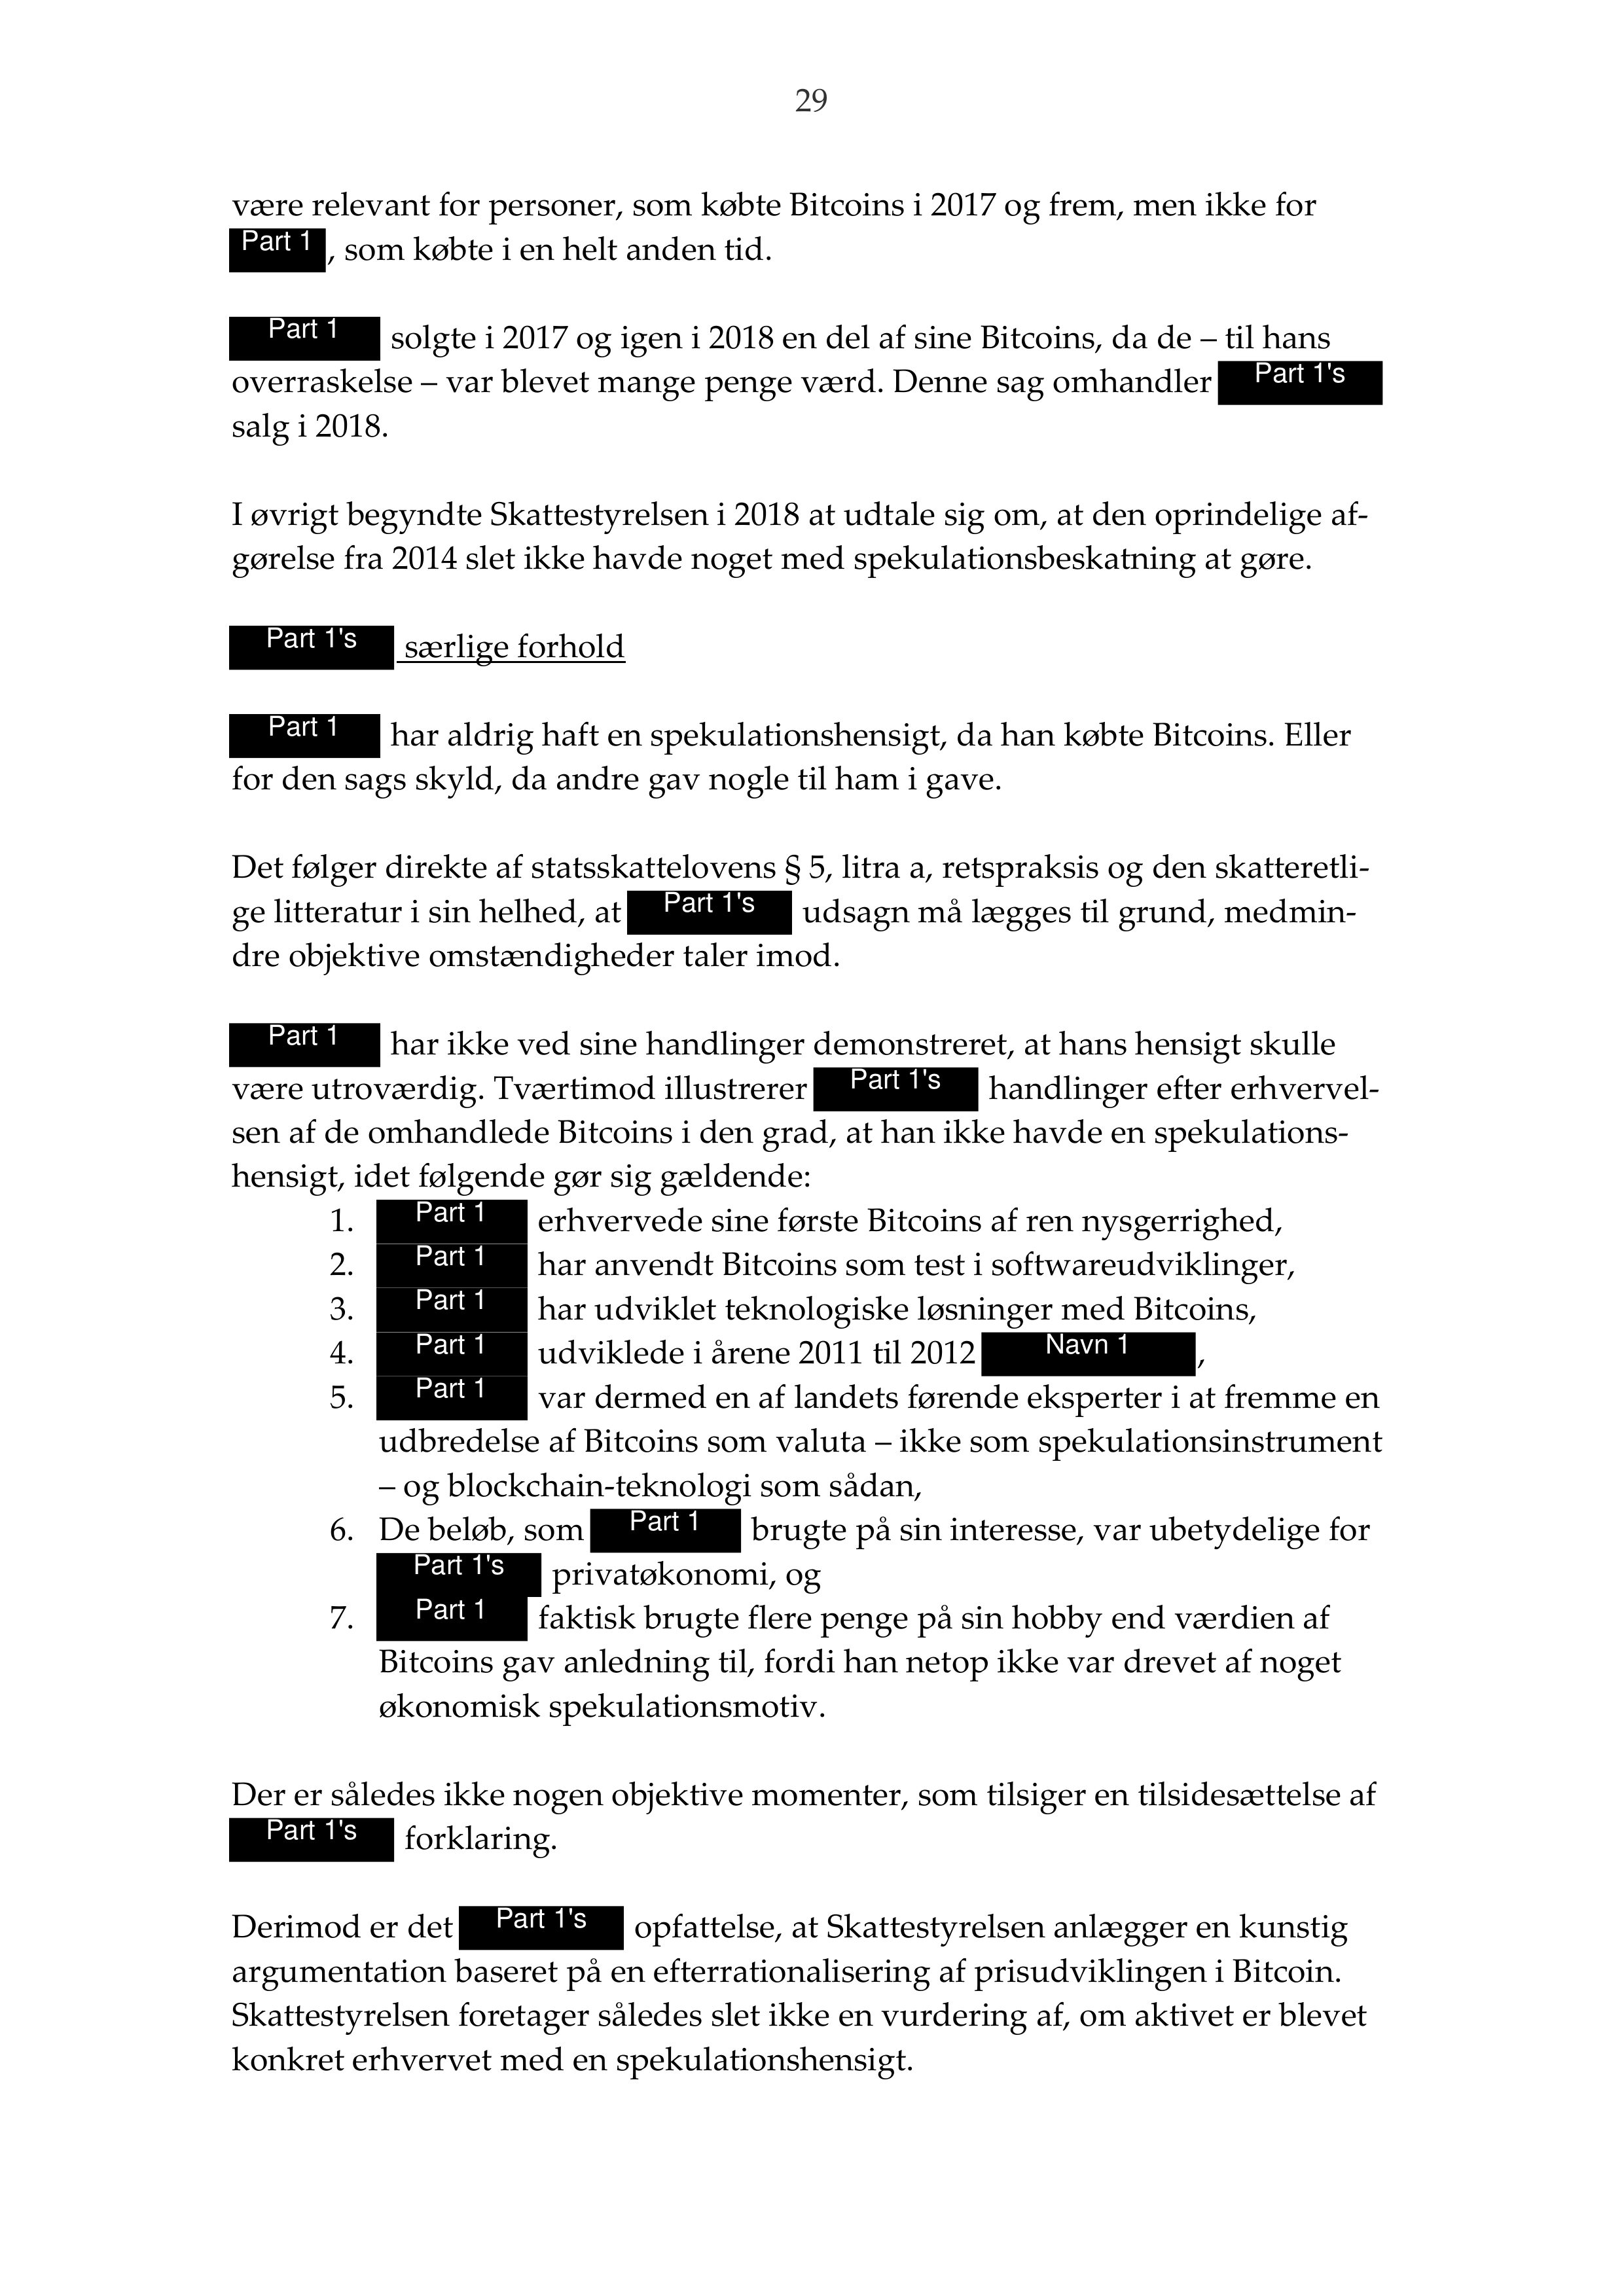 29
være relevant for personer, som købte Bitcoins i 2017 og frem, men ikke for
Part 1, som købte i en helt anden tid.
Part 1 solgte i 2017 og igen i 2018 en del af sine Bitcoins, da de – til hans
overraskelse – var blevet mange penge værd. Denne sag omhandler Part 1's
salg i 2018.
I øvrigt begyndte Skattestyrelsen i 2018 at udtale sig om, at den oprindelige af-
gørelse fra 2014 slet ikke havde noget med spekulationsbeskatning at gøre.
Part 1's særlige forhold
Part 1 har aldrig haft en spekulationshensigt, da han købte Bitcoins. Eller
for den sags skyld, da andre gav nogle til ham i gave.
Det følger direkte af statsskattelovens § 5, litra a, retspraksis og den skatteretli-
ge litteratur i sin helhed, at Part 1's udsagn må lægges til grund, medmin-
dre objektive omstændigheder taler imod.
Part 1 har ikke ved sine handlinger demonstreret, at hans hensigt skulle
være utroværdig. Tværtimod illustrerer Part 1's handlinger efter erhvervel-
sen af de omhandlede Bitcoins i den grad, at han ikke havde en spekulations-
hensigt, idet følgende gør sig gældende:
1. Part 1 erhvervede sine første Bitcoins af ren nysgerrighed,
2. Part 1 har anvendt Bitcoins som test i softwareudviklinger,
3. Part 1 har udviklet teknologiske løsninger med Bitcoins,
4. Part 1 udviklede i årene 2011 til 2012 Navn 1,
5. Part 1 var dermed en af landets førende eksperter i at fremme en
udbredelse af Bitcoins som valuta – ikke som spekulationsinstrument
– og blockchain-teknologi som sådan,
6. De beløb, som Part 1 brugte på sin interesse, var ubetydelige for
Part 1's privatøkonomi, og
7. Part 1 faktisk brugte flere penge på sin hobby end værdien af
Bitcoins gav anledning til, fordi han netop ikke var drevet af noget
økonomisk spekulationsmotiv.
Der er således ikke nogen objektive momenter, som tilsiger en tilsidesættelse af
Part 1's forklaring.
Derimod er det Part 1's opfattelse, at Skattestyrelsen anlægger en kunstig
argumentation baseret på en efterrationalisering af prisudviklingen i Bitcoin.
Skattestyrelsen foretager således slet ikke en vurdering af, om aktivet er blevet
konkret erhvervet med en spekulationshensigt.